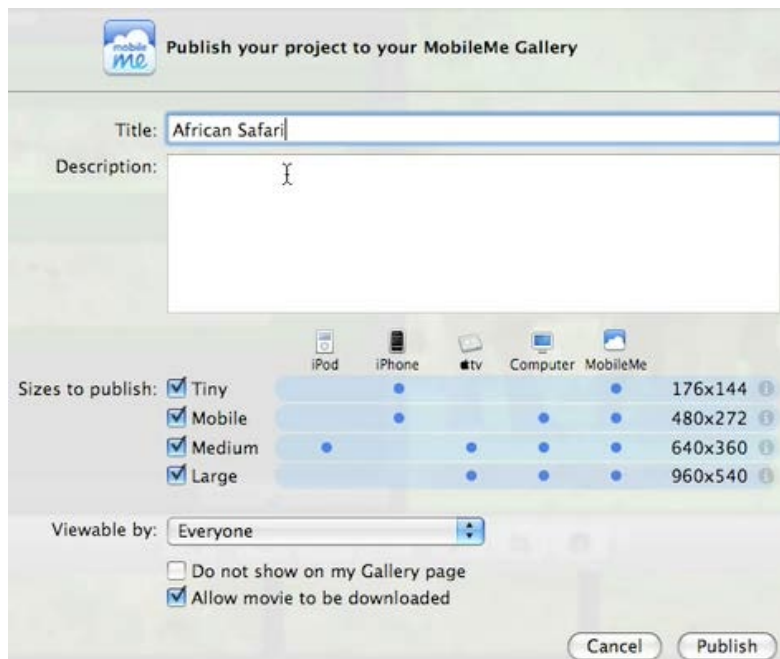 mobile
me
Publish your project to your MobileMe Gallery
Title: African Safari
Description:
iPod iPhone tv Computer MobileMe
Sizes to publish: Tiny 176x144
Mobile 480x272
Medium 640x360
Large 960x540
Viewable by: Everyone
Do not show on my Gallery page
Allow movie to be downloaded
Cancel Publish